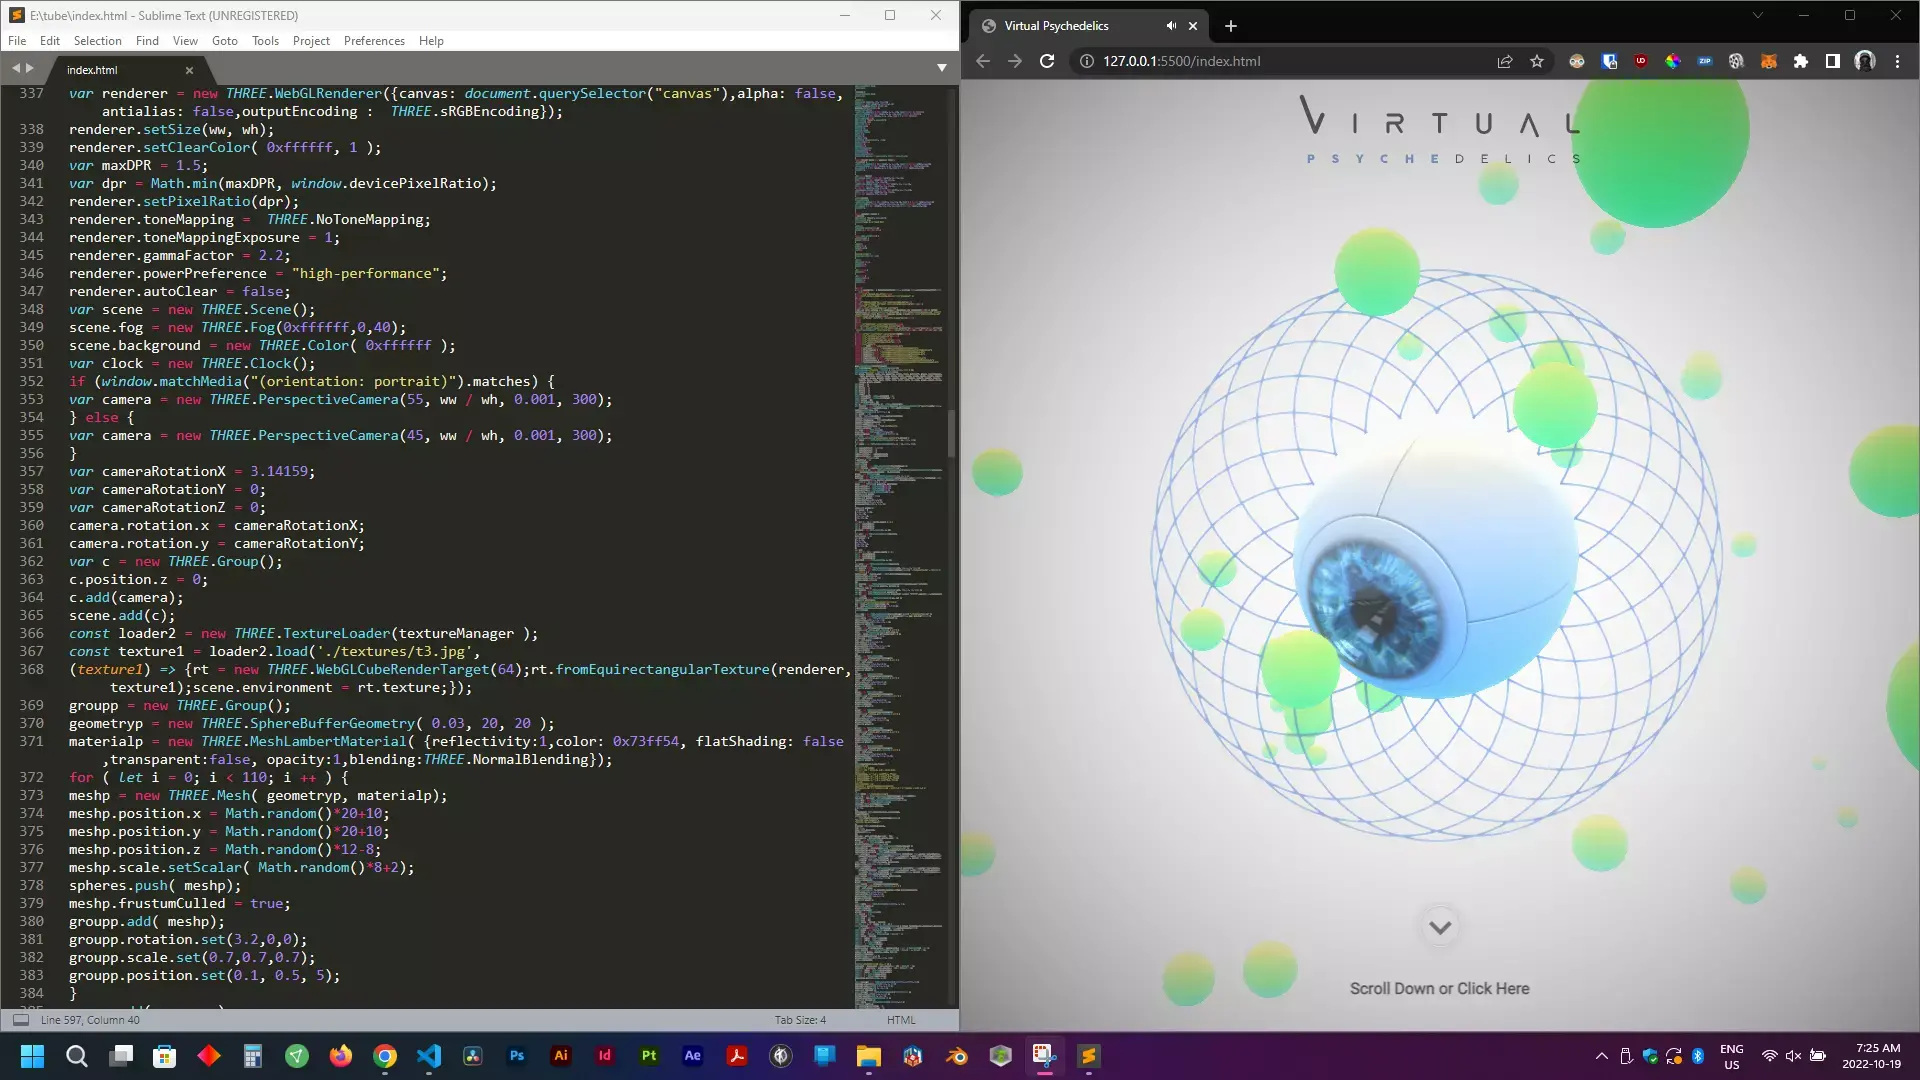 E:\tube\index.html - Sublime Text (UNREGISTERED)
File Edit Selection Find View Goto Tools Project Preferences Help
index.html
337 var renderer = new THREE.WebGLRenderer({canvas: document.querySelector("canvas"),alpha: false,
antialias: false,outputEncoding :  THREE.sRGBEncoding});
338 renderer.setSize(ww, wh);
339 renderer.setClearColor( 0xffffff, 1 );
340 var maxDPR = 1.5;
341 var dpr = Math.min(maxDPR, window.devicePixelRatio);
342 renderer.setPixelRatio(dpr);
343 renderer.toneMapping =  THREE.NoToneMapping;
344 renderer.toneMappingExposure = 1;
345 renderer.gammaFactor = 2.2;
346 renderer.powerPreference = "high-performance";
347 renderer.autoClear = false;
348 var scene = new THREE.Scene();
349 scene.fog = new THREE.Fog(0xffffff,0,40);
350 scene.background = new THREE.Color( 0xffffff );
351 var clock = new THREE.Clock();
352 if (window.matchMedia("(orientation: portrait)").matches) {
353 var camera = new THREE.PerspectiveCamera(55, ww / wh, 0.001, 300);
354 } else {
355 var camera = new THREE.PerspectiveCamera(45, ww / wh, 0.001, 300);
356 }
357 var cameraRotationX = 3.14159;
358 var cameraRotationY = 0;
359 var cameraRotationZ = 0;
360 camera.rotation.x = cameraRotationX;
361 camera.rotation.y = cameraRotationY;
362 var c = new THREE.Group();
363 c.position.z = 0;
364 c.add(camera);
365 scene.add(c);
366 const loader2 = new THREE.TextureLoader(textureManager );
367 const texture1 = loader2.load('./textures/t3.jpg',
368 (texture1) => {rt = new THREE.WebGLCubeRenderTarget(64);rt.fromEquirectangularTexture(renderer,
texture1);scene.environment = rt.texture;});
369 groupp = new THREE.Group();
370 geometryp = new THREE.SphereBufferGeometry( 0.03, 20, 20 );
371 materialp = new THREE.MeshLambertMaterial( {reflectivity:1,color: 0x73ff54, flatShading: false
,transparent:false, opacity:1,blending:THREE.NormalBlending});
372 for ( let i = 0; i < 110; i ++ ) {
373 meshp = new THREE.Mesh( geometryp, materialp);
374 meshp.position.x = Math.random()*20+10;
375 meshp.position.y = Math.random()*20+10;
376 meshp.position.z = Math.random()*12-8;
377 meshp.scale.setScalar( Math.random()*8+2);
378 spheres.push( meshp);
379 meshp.frustumCulled = true;
380 groupp.add( meshp);
381 groupp.rotation.set(3.2,0,0);
382 groupp.scale.set(0.7,0.7,0.7);
383 groupp.position.set(0.1, 0.5, 5);
384 }
Line 597, Column 40
Tab Size: 4
HTML
Virtual Psychedelics
127.0.0.1:5500/index.html
VIRTUAL
PSYCHEDELICS
Scroll Down or Click Here
Ps Ai Id Pt Ae
ENG
US
7:25 AM
2022-10-19